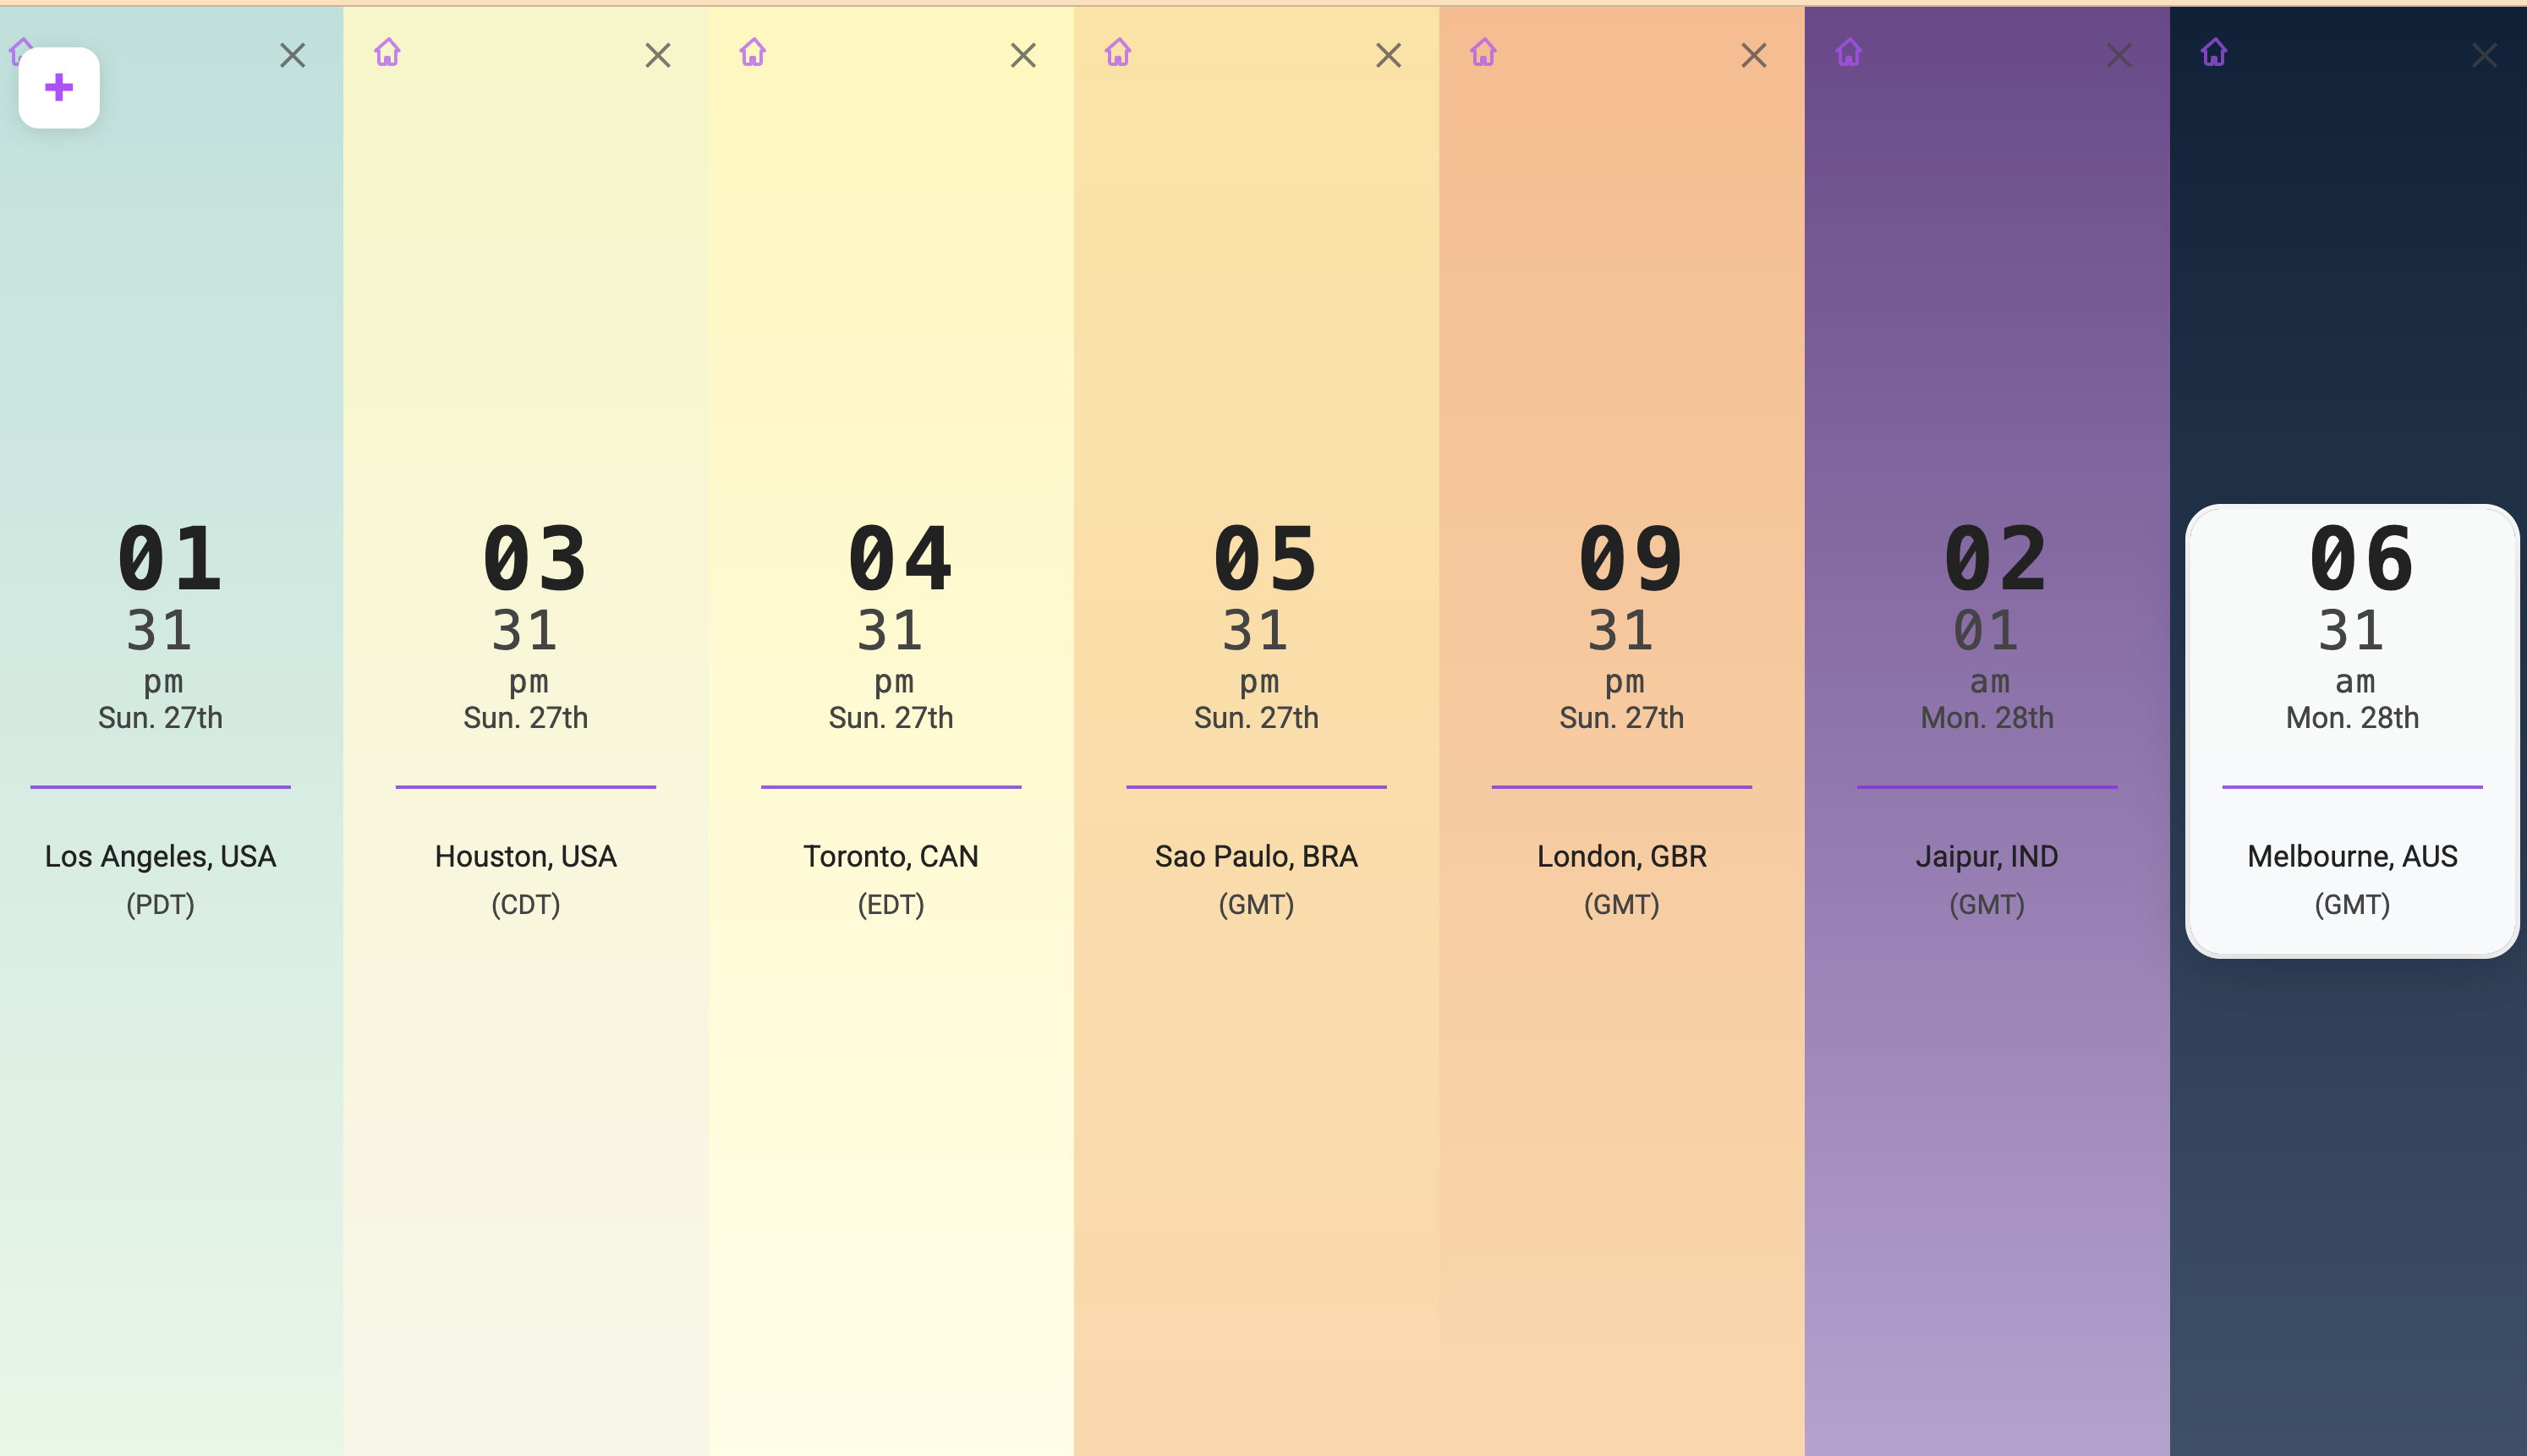 01
31
pm
Sun. 27th
Los Angeles, USA
(PDT)
03
31
pm
Sun. 27th
Houston, USA
(CDT)
04
31
pm
Sun. 27th
Toronto, CAN
(EDT)
05
31
pm
Sun. 27th
Sao Paulo, BRA
(GMT)
09
31
pm
Sun. 27th
London, GBR
(GMT)
02
01
am
Mon. 28th
Jaipur, IND
(GMT)
06
31
am
Mon. 28th
Melbourne, AUS
(GMT)